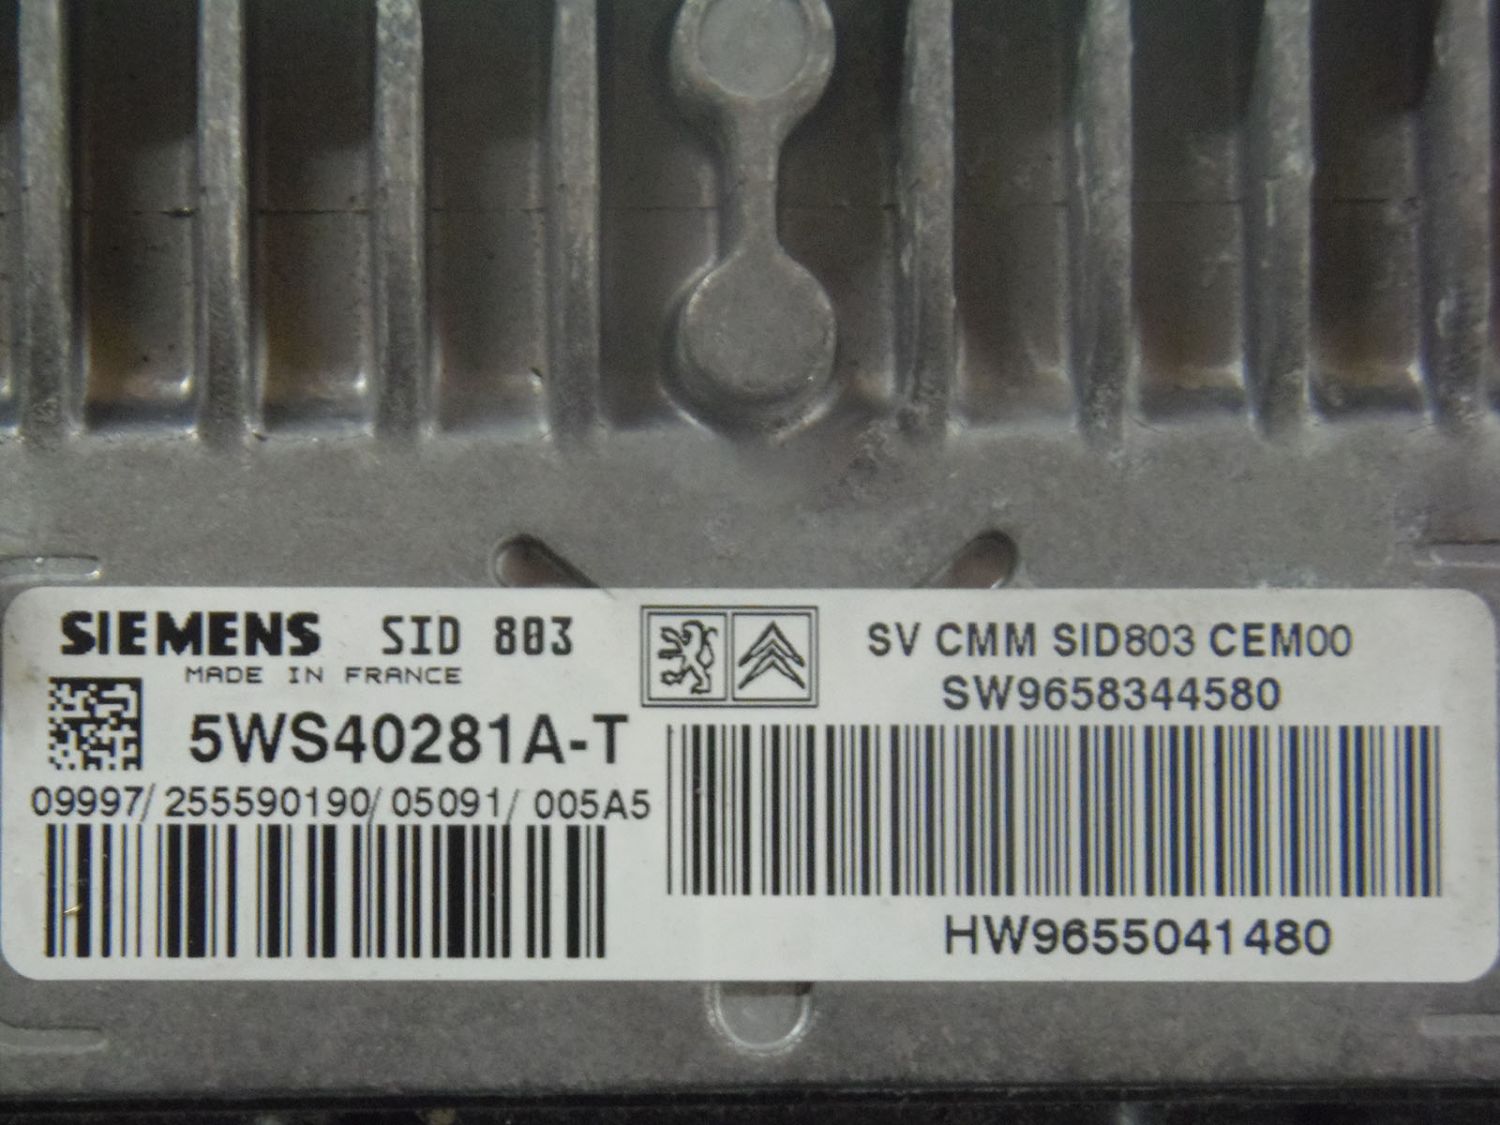 SIEMENS SID 803
MADE IN FRANCE
5WS40281A-T
09997/255590190/05091/005A5
SV CMM SID803 CEM00
SW9658344580
HW9655041480